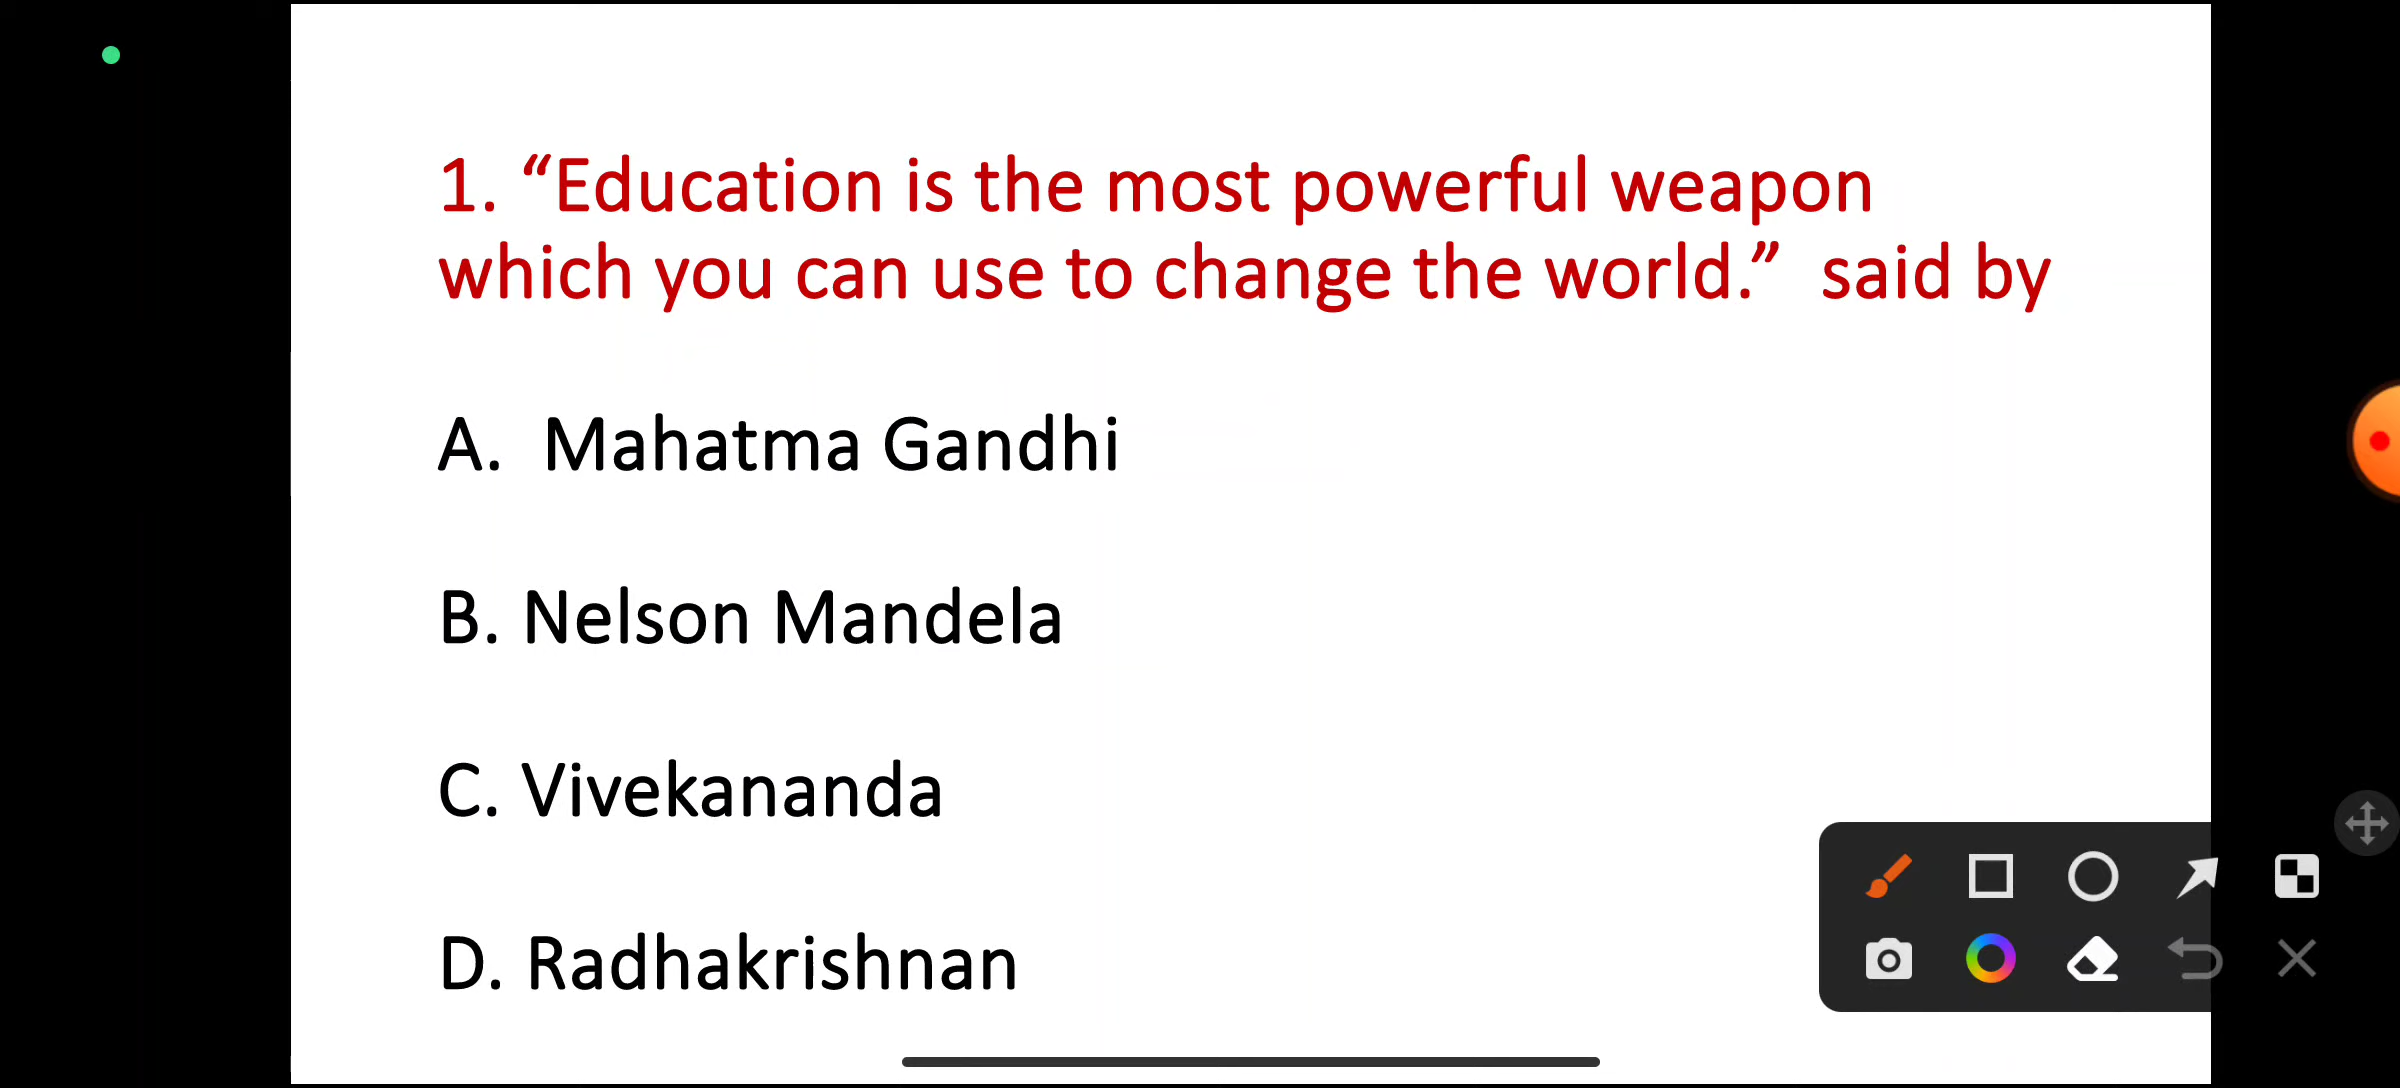 1. “Education is the most powerful weapon
which you can use to change the world.”  said by
A.  Mahatma Gandhi
B. Nelson Mandela
C. Vivekananda
D. Radhakrishnan